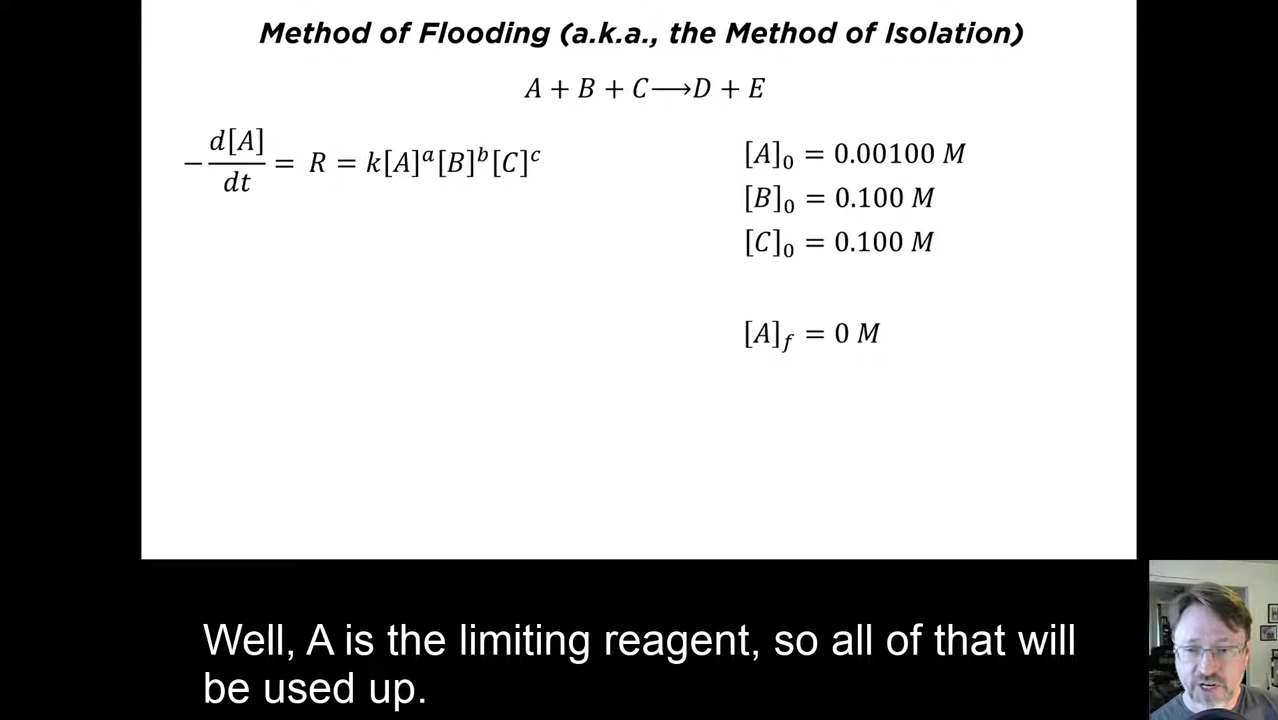 Method of Flooding (a.k.a., the Method of Isolation)
A + B + C ⟶ D + E
−d[A]/dt = R = k[A]ᵃ[B]ᵇ[C]ᶜ
[A]₀ = 0.00100 M
[B]₀ = 0.100 M
[C]₀ = 0.100 M
[A]f = 0 M
Well, A is the limiting reagent, so all of that will
be used up.